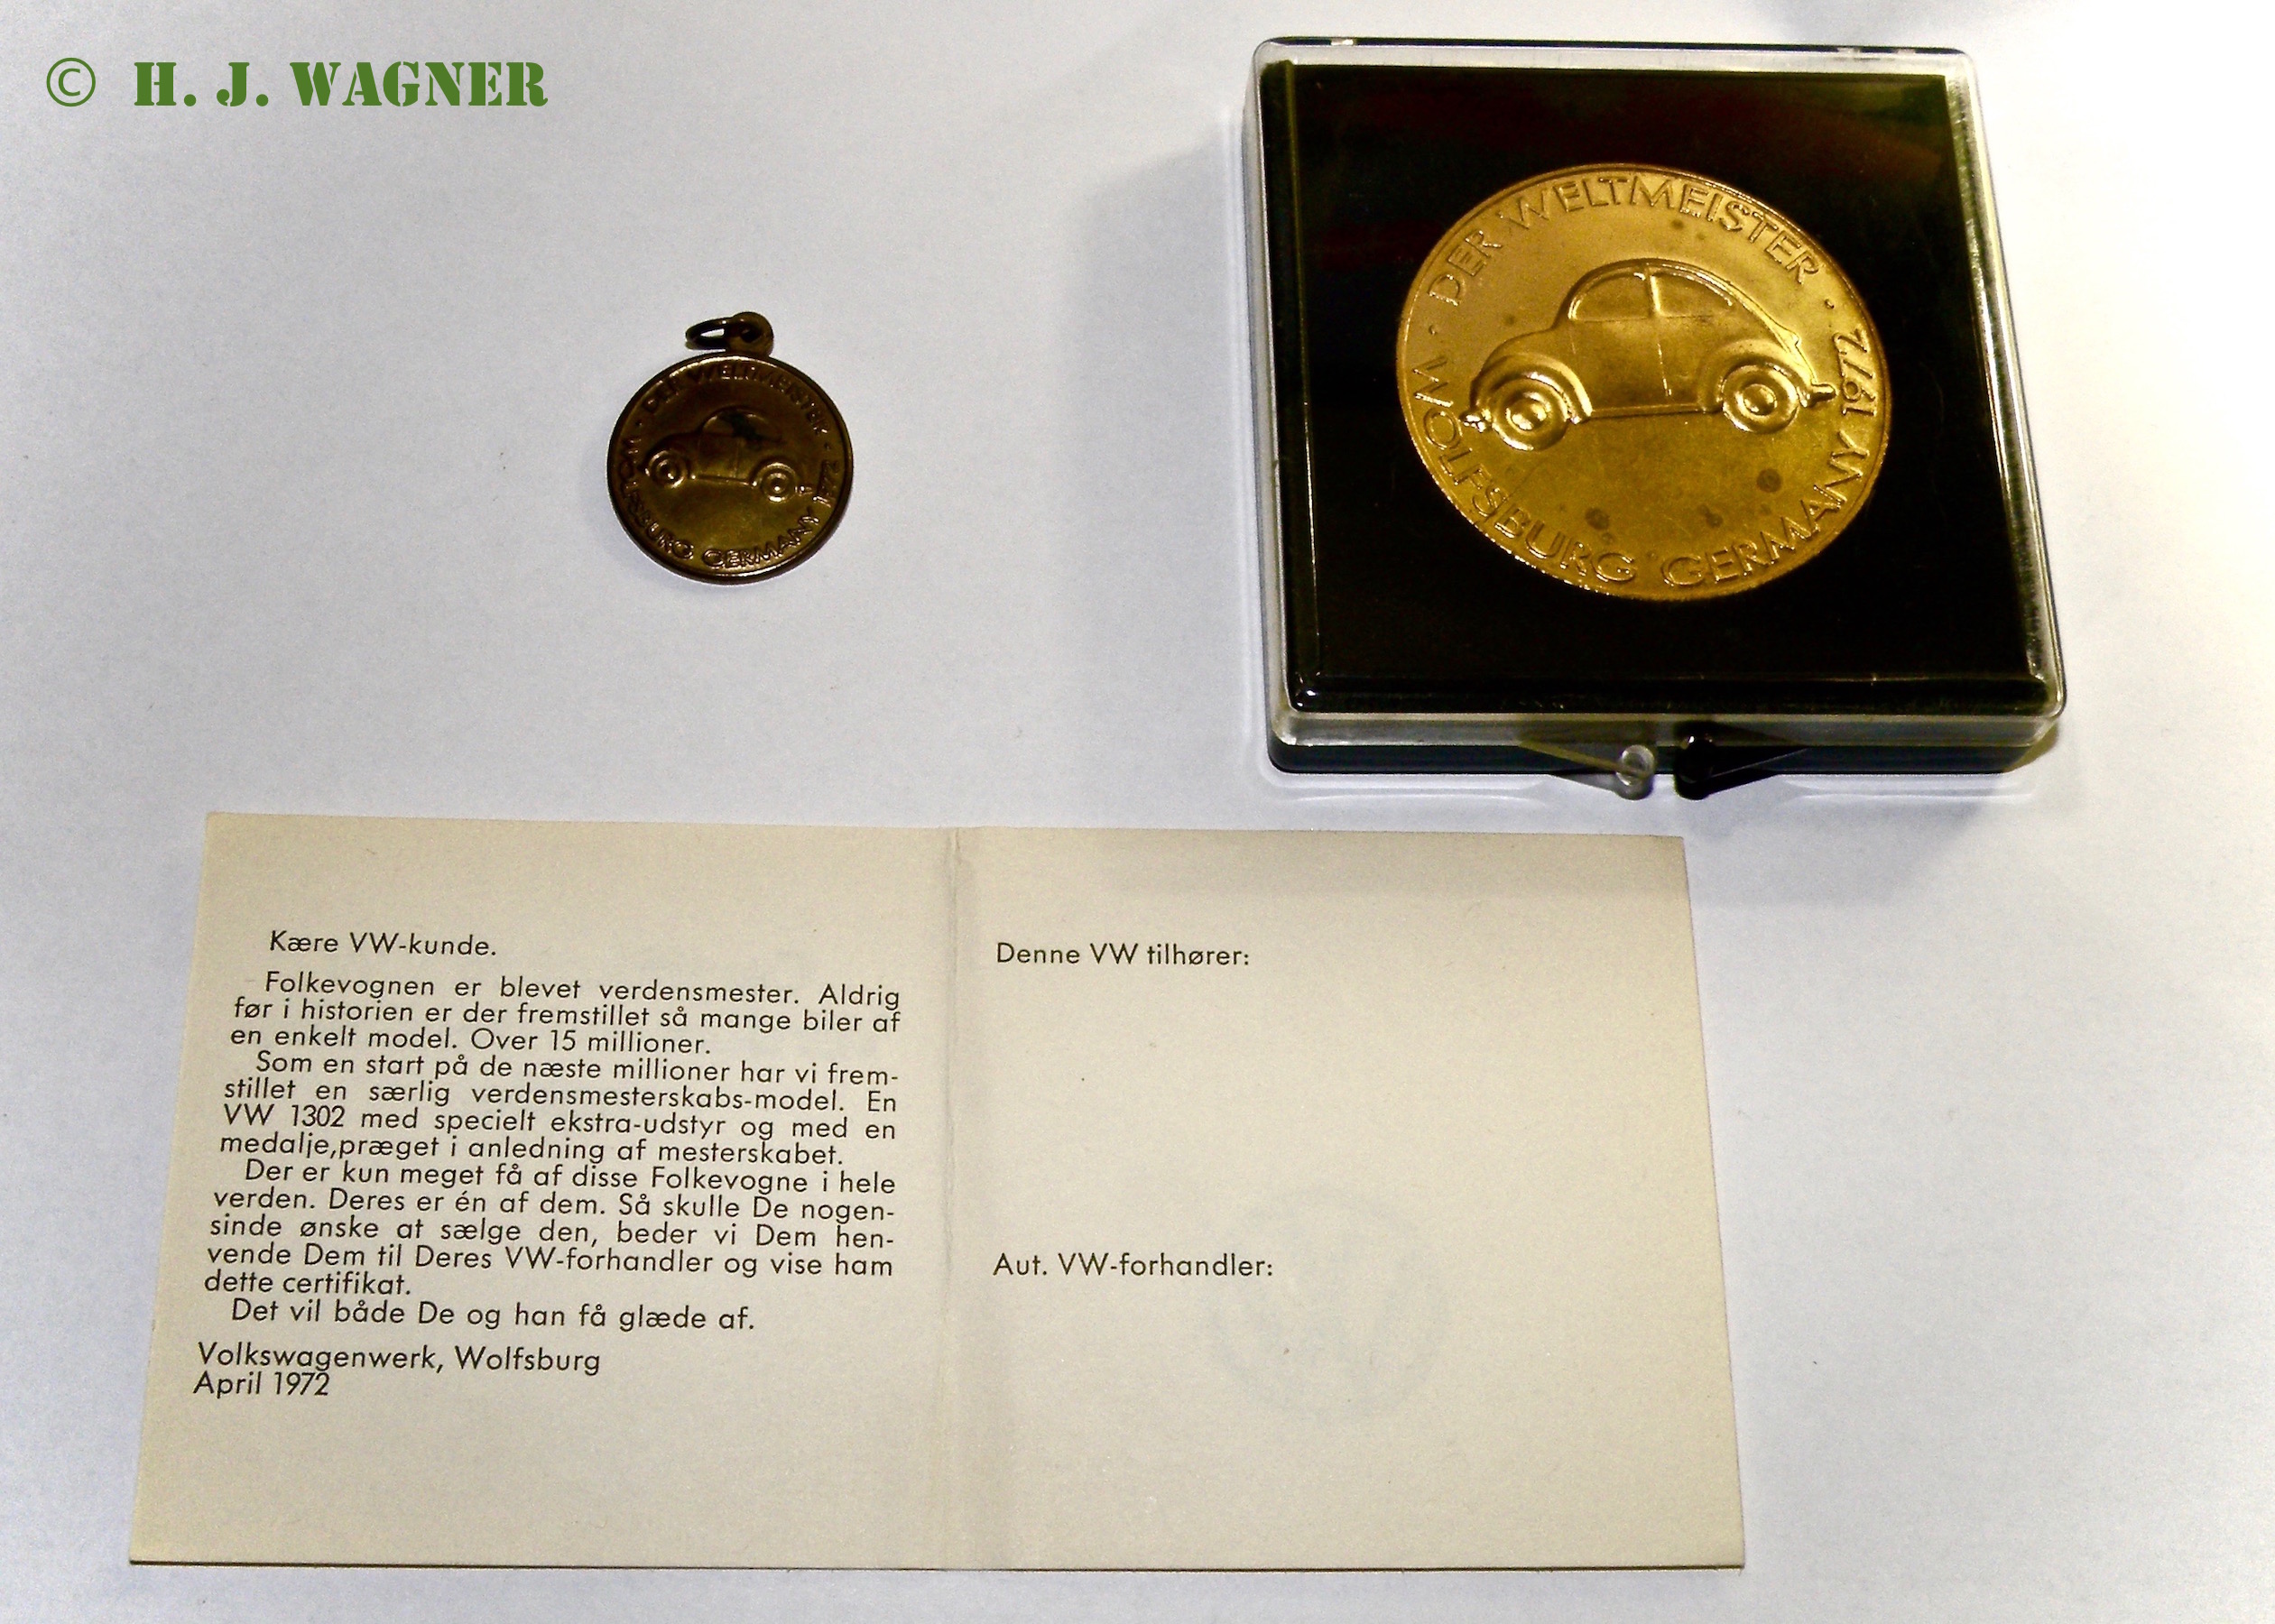 © H. J. WAGNER
· DER WELTMEISTER ·
WOLFSBURG GERMANY 1972
· DER WELTMEISTER ·
WOLFSBURG GERMANY 1972
Kære VW-kunde.
Folkevognen er blevet verdensmester. Aldrig
før i historien er der fremstillet så mange biler af
en enkelt model. Over 15 millioner.
Som en start på de næste millioner har vi frem-
stillet en særlig verdensmesterskabs-model. En
VW 1302 med specielt ekstra-udstyr og med en
medalje,præget i anledning af mesterskabet.
Der er kun meget få af disse Folkevogne i hele
verden. Deres er én af dem. Så skulle De nogen-
sinde ønske at sælge den, beder vi Dem hen-
vende Dem til Deres VW-forhandler og vise ham
dette certifikat.
Det vil både De og han få glæde af.
Volkswagenwerk, Wolfsburg
April 1972
Denne VW tilhører:
Aut. VW-forhandler: